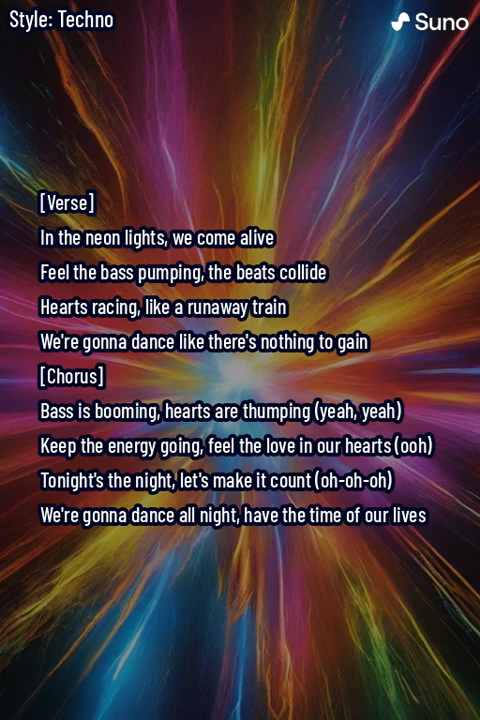 Style: Techno
Suno
[Verse]
In the neon lights, we come alive
Feel the bass pumping, the beats collide
Hearts racing, like a runaway train
We're gonna dance like there's nothing to gain
[Chorus]
Bass is booming, hearts are thumping (yeah, yeah)
Keep the energy going, feel the love in our hearts (ooh)
Tonight's the night, let's make it count (oh-oh-oh)
We're gonna dance all night, have the time of our lives